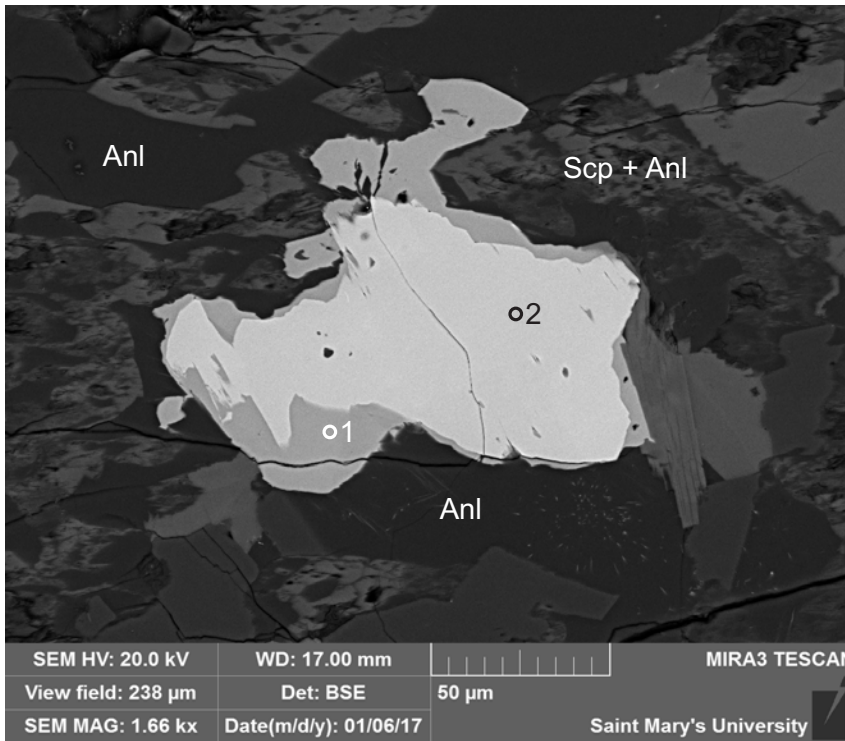 Anl
Scp + Anl
2
1
Anl
SEM HV: 20.0 kV
WD: 17.00 mm
MIRA3 TESCAN
View field: 238 µm
Det: BSE
50 µm
SEM MAG: 1.66 kx
Date(m/d/y): 01/06/17
Saint Mary's University